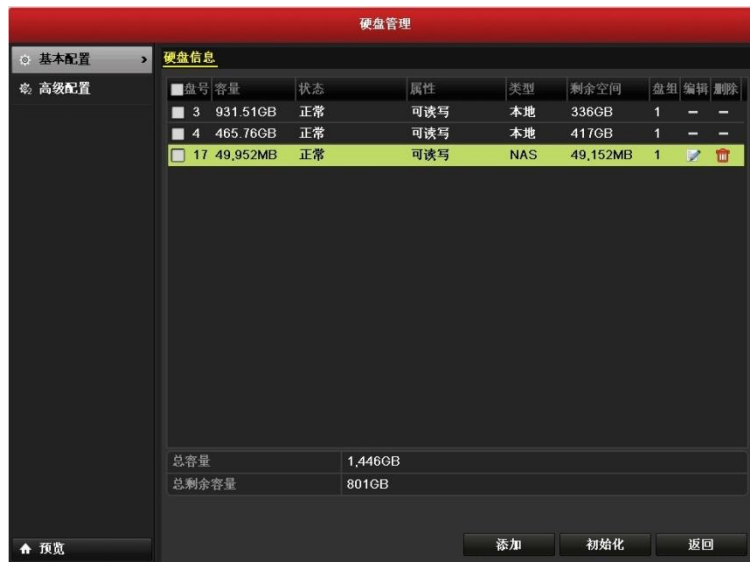 硬盘管理
基本配置
高级配置
硬盘信息
盘号 容量 状态 属性 类型 剩余空间 盘组 编辑 删除
3 931.51GB 正常 可读写 本地 336GB 1 – –
4 465.76GB 正常 可读写 本地 417GB 1 – –
17 49,952MB 正常 可读写 NAS 49,152MB 1
总容量 1,446GB
总剩余容量 801GB
预览 添加 初始化 返回